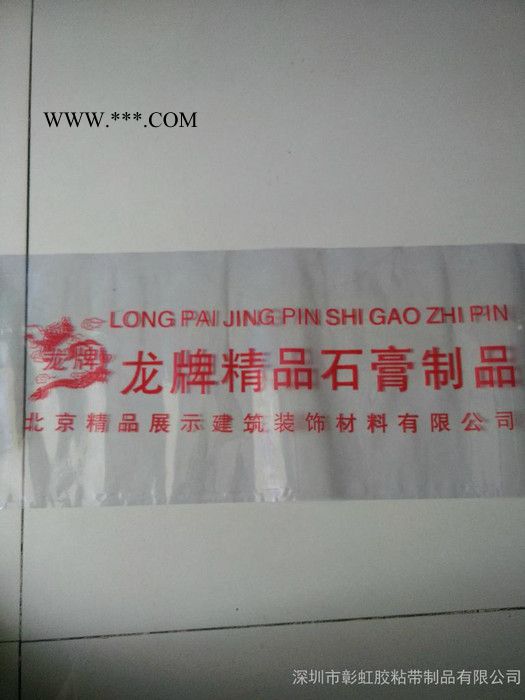 WWW.***.COM
LONG PAI JING PIN SHI GAO ZHI PIN
龙牌
龙牌精品石膏制品
北京精品展示建筑装饰材料有限公司
深圳市彰虹胶粘带制品有限公司